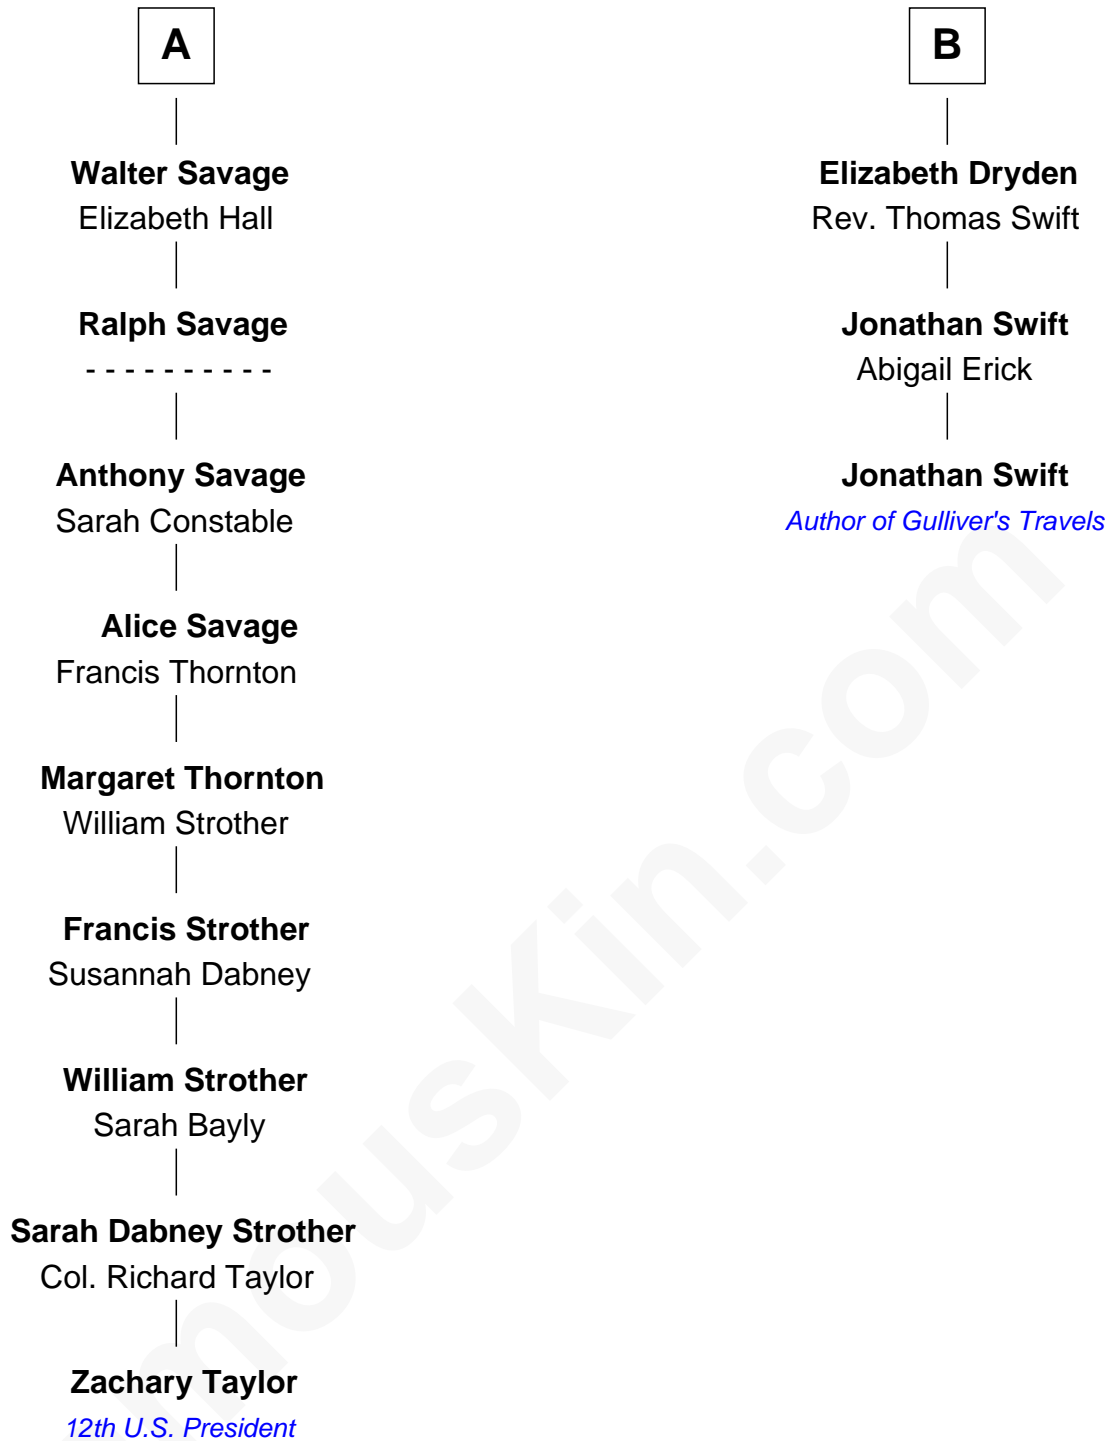 A
Walter Savage
Elizabeth Hall
Ralph Savage
- - - - - - - - - -
Anthony Savage
Sarah Constable
Alice Savage
Francis Thornton
Margaret Thornton
William Strother
Francis Strother
Susannah Dabney
William Strother
Sarah Bayly
Sarah Dabney Strother
Col. Richard Taylor
Zachary Taylor
12th U.S. President
B
Elizabeth Dryden
Rev. Thomas Swift
Jonathan Swift
Abigail Erick
Jonathan Swift
Author of Gulliver's Travels
mousKin.com